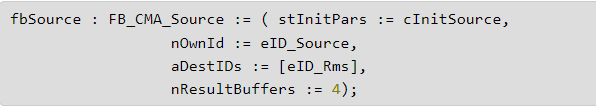 fbSource : FB_CMA_Source := ( stInitPars := cInitSource,
nOwnId := eID_Source,
aDestIDs := [eID_Rms],
nResultBuffers := 4);